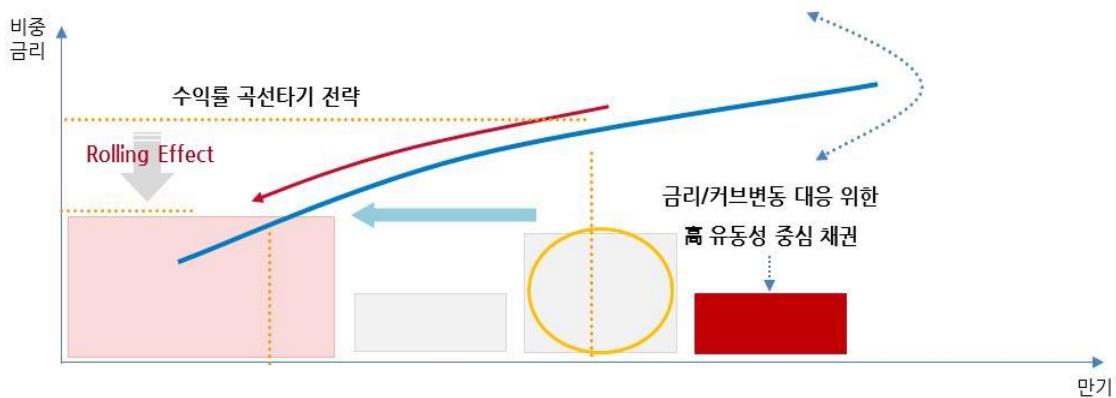 비중
금리
수익률 곡선타기 전략
Rolling Effect
금리/커브변동 대응 위한
高 유동성 중심 채권
만기